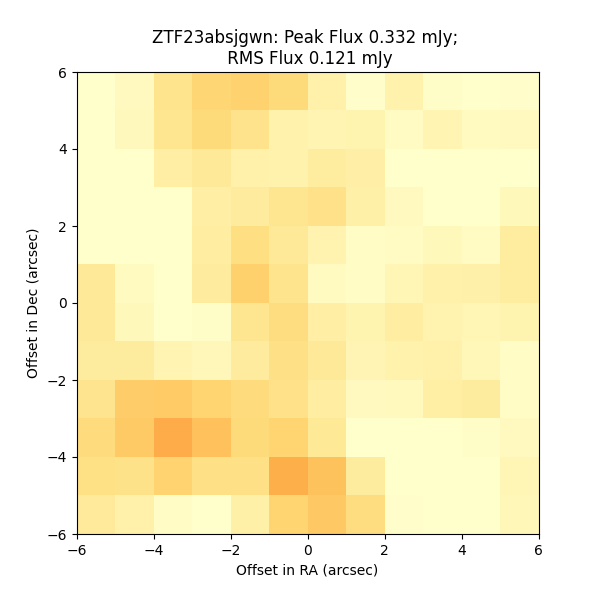 ZTF23absjgwn: Peak Flux 0.332 mJy;
RMS Flux 0.121 mJy
6
4
2
0
−2
−4
−6
Offset in Dec (arcsec)
−6 −4 −2 0 2 4 6
Offset in RA (arcsec)